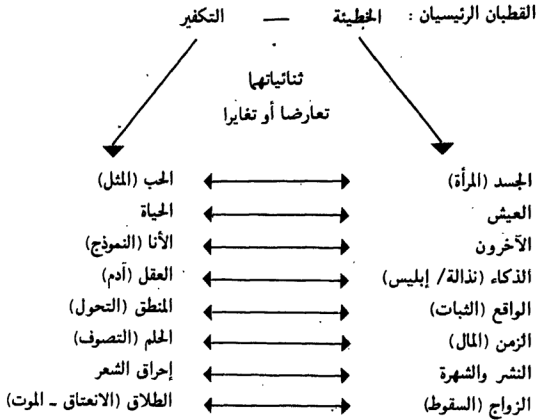 القطبان الرئيسيان : الخطيئة — التكفير
ثنائياتهما
تعارضا أو تغايرا
الجسد (المرأة) الحب (المثل)
العيش الحياة
الآخرون الأنا (النموذج)
الذكاء (نذالة/ إبليس) العقل (آدم)
الواقع (الثبات) المنطق (التحول)
الزمن (المال) الحلم (التصوف)
النشر والشهرة إحراق الشعر
الزواج (السقوط) الطلاق (الانعتاق - الموت)